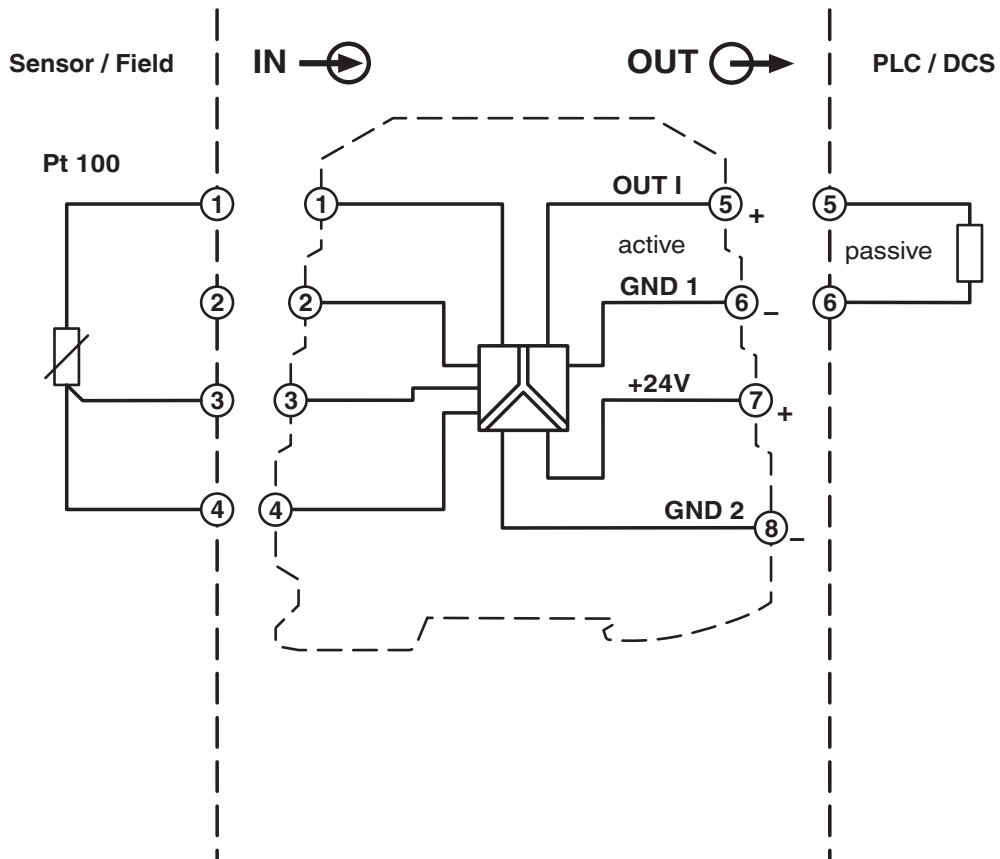 Sensor / Field
IN
OUT
PLC / DCS
Pt 100
1
1
OUT I
5
+
5
active
passive
2
2
GND 1
6
–
6
3
3
+24V
7
+
4
4
GND 2
8
–